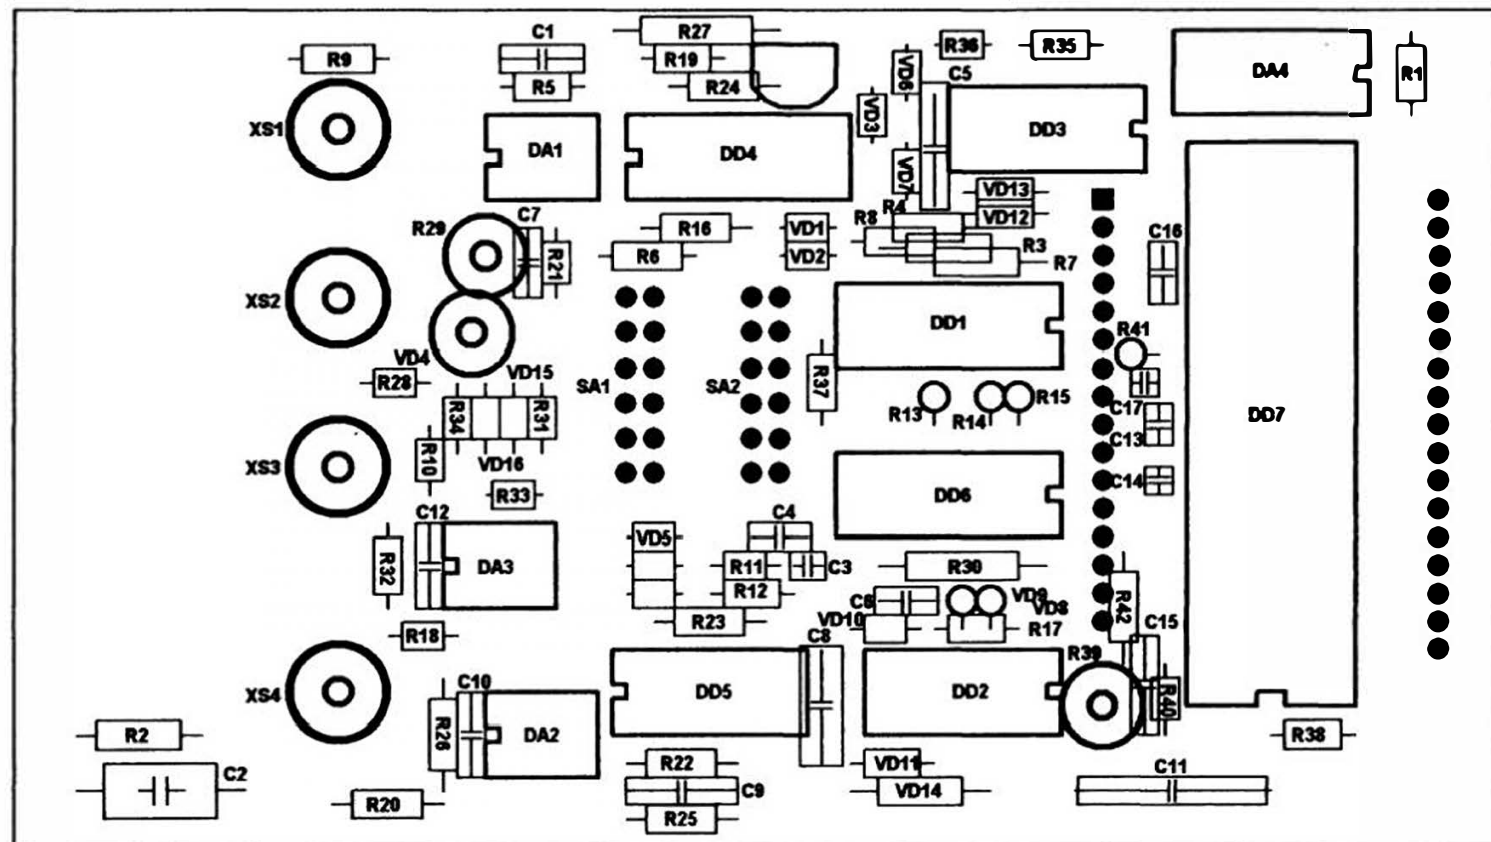 R27
C1
R36
R35
R9
R19
DA4
R1
VD6
C5
R5
R24
VD3
XS1
DD3
DA1
DD4
VD7
VD13
R4
VD12
C7
R8
R29
R16
VD1
C16
R3
R21
R6
VD2
R7
XS2
DD1
R41
VD4
VD15
R28
SA1
SA2
R37
R15
R13
R14
C17
R34
R31
DD7
C13
R10
VD16
XS3
C14
R33
DD6
C12
C4
VD5
R32
DA3
R11
C3
R30
R12
C6
VD9
VD8
R42
R23
VD10
R17
R18
C8
C15
R39
C10
XS4
DD5
DD2
R40
R2
R26
DA2
R38
R22
VD11
C2
C11
R20
C9
VD14
R25